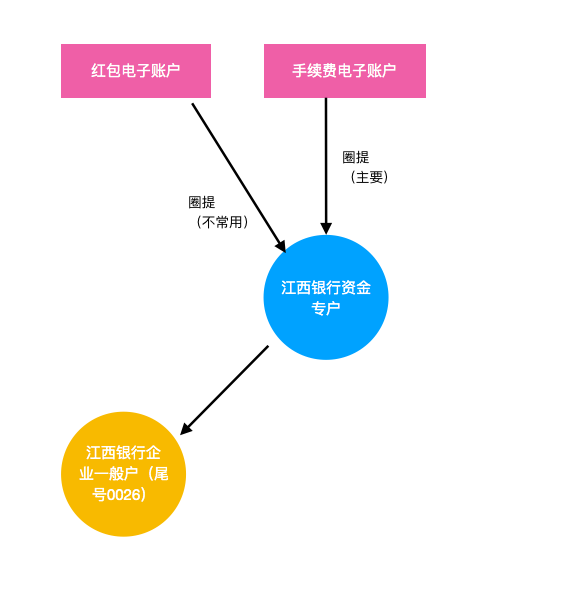 红包电子账户
手续费电子账户
圈提
（主要）
圈提
（不常用）
江西银行资金
专户
江西银行企
业一般户（尾
号0026）